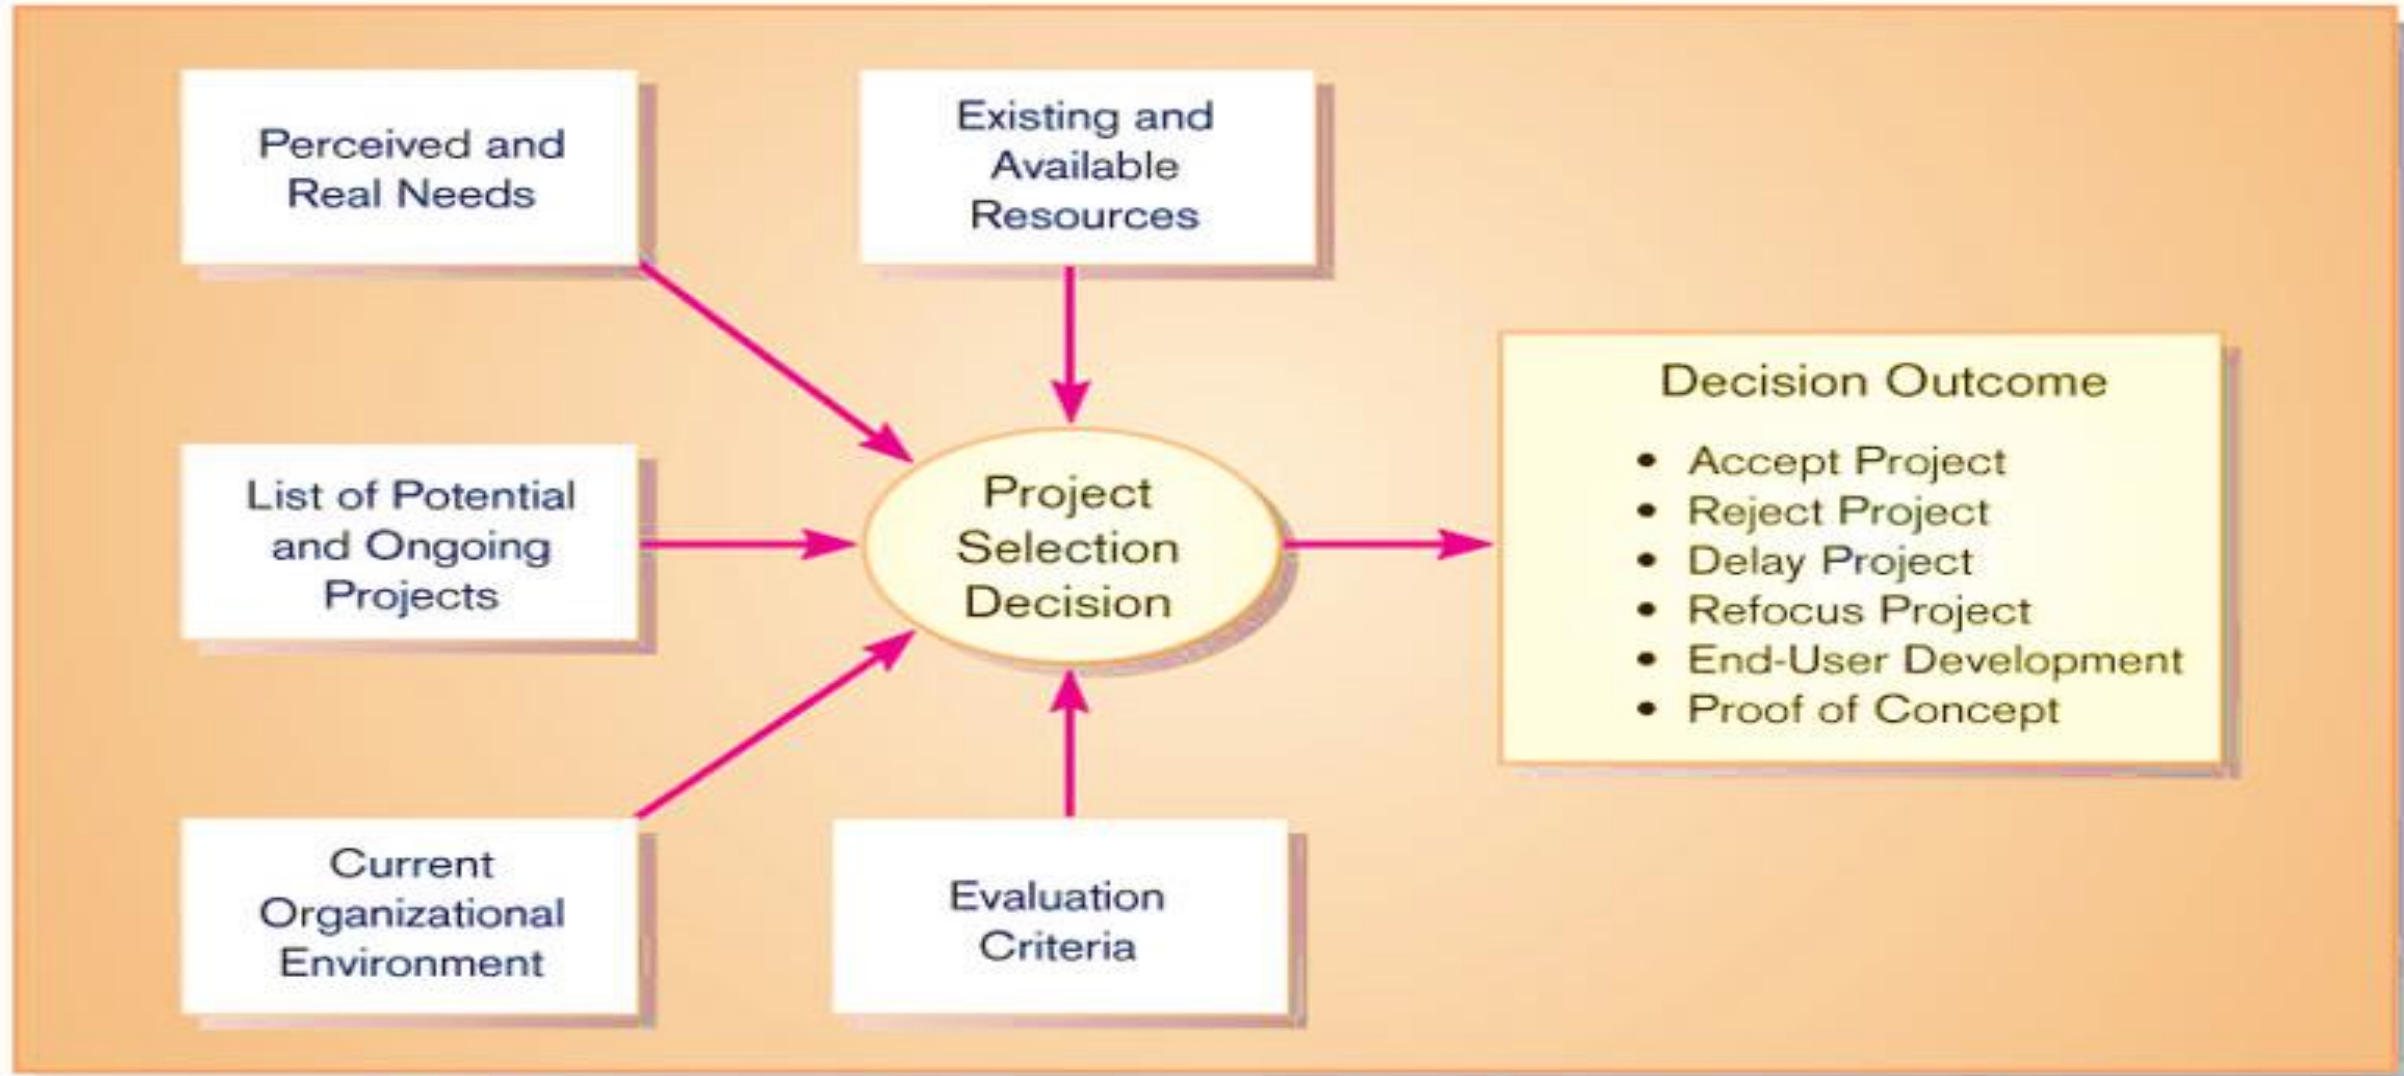 Perceived and
Real Needs
Existing and
Available
Resources
List of Potential
and Ongoing
Projects
Project
Selection
Decision
Decision Outcome
• Accept Project
• Reject Project
• Delay Project
• Refocus Project
• End-User Development
• Proof of Concept
Current
Organizational
Environment
Evaluation
Criteria